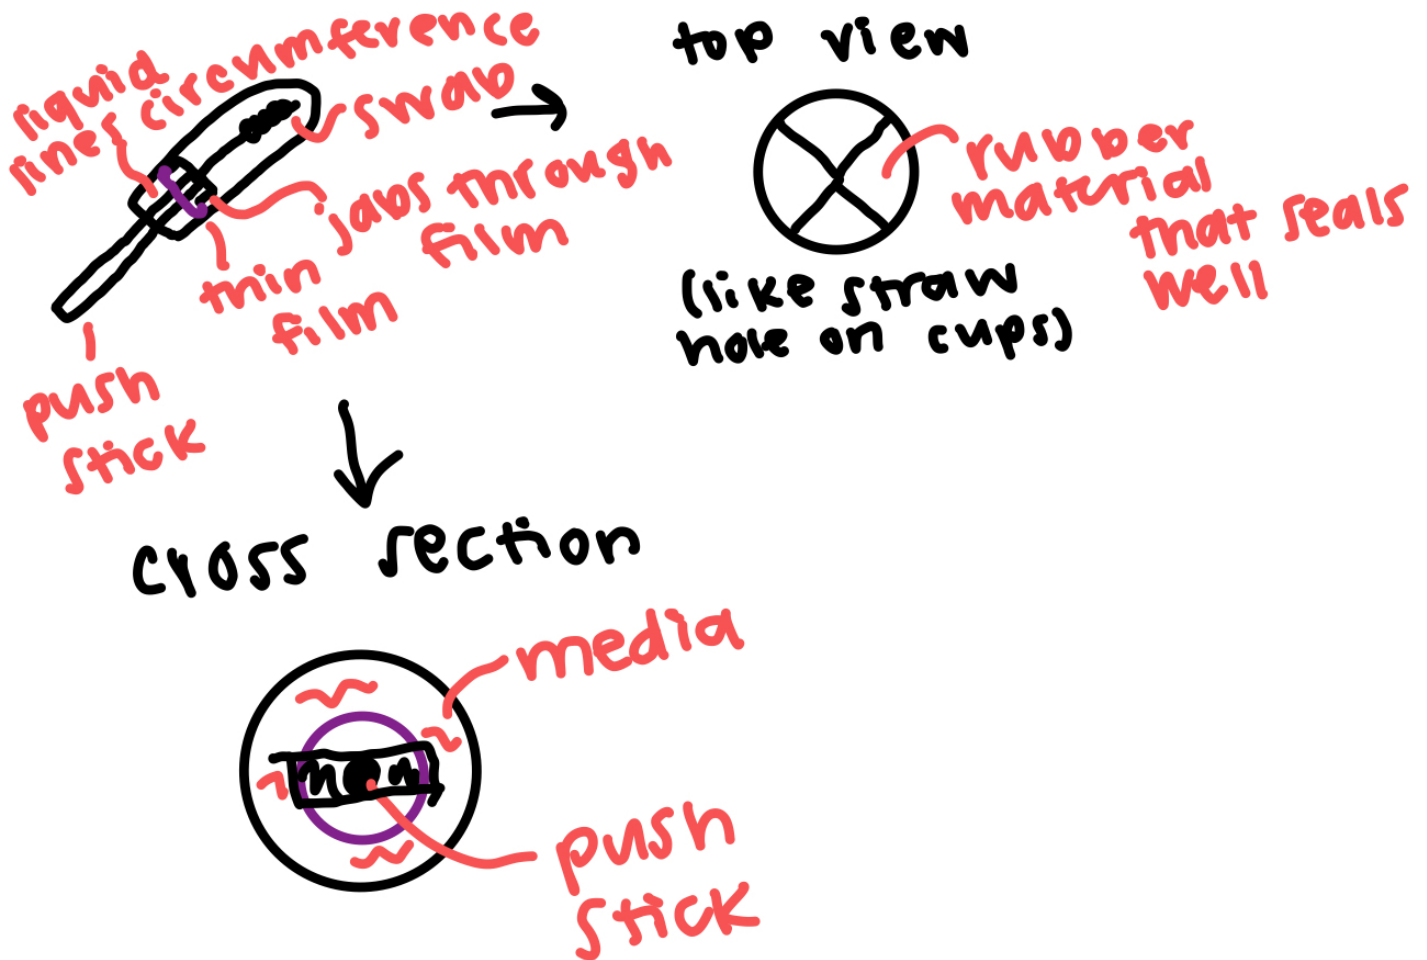 liquid
lines circumference
swab
jabs through
film
thin
film
push
stick
top view
rubber
material
that seals
well
(like straw
hole on cups)
cross section
media
push
stick